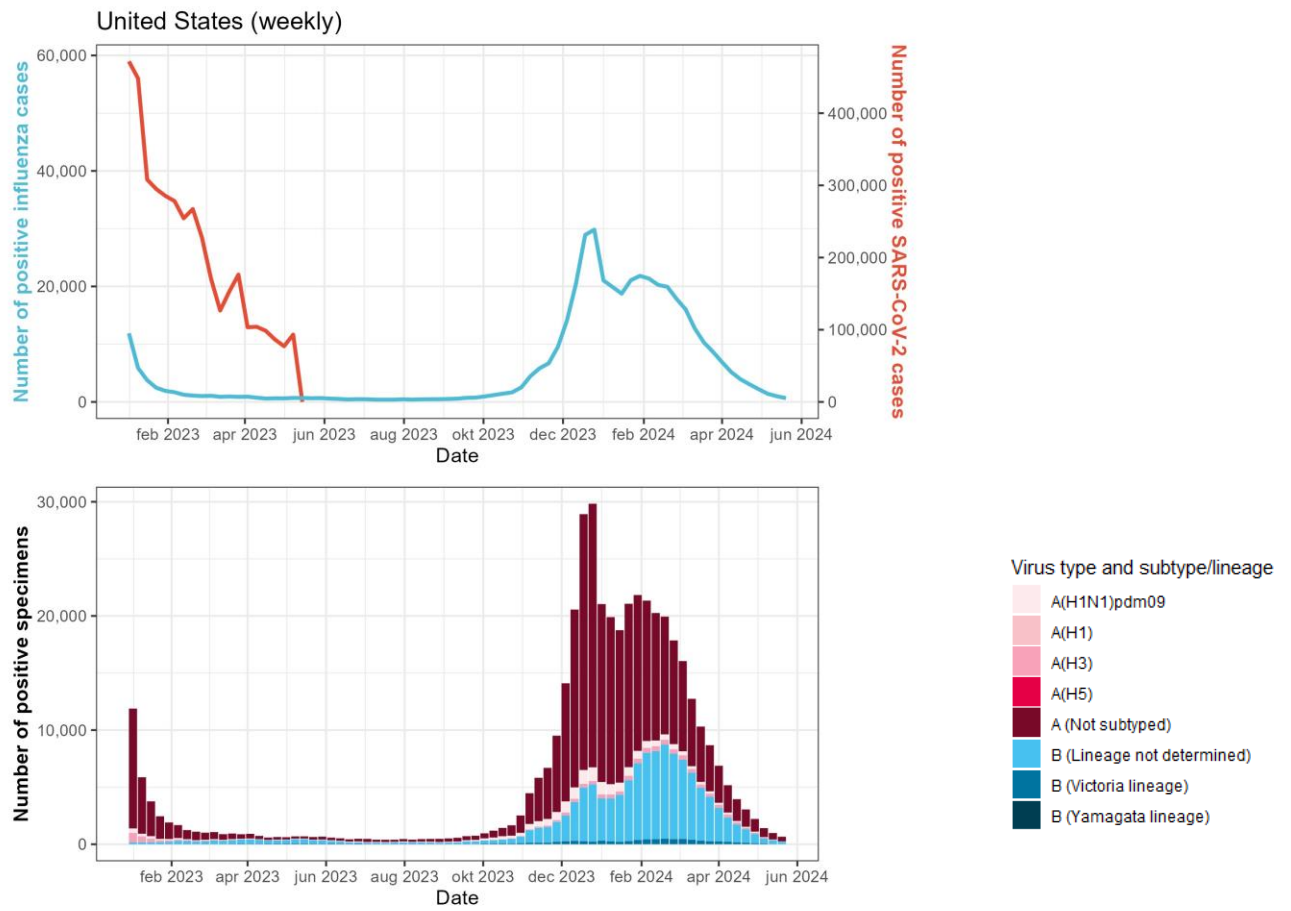 United States (weekly)
60,000
40,000
20,000
0
Number of positive influenza cases
400,000
300,000
200,000
100,000
0
Number of positive SARS-CoV-2 cases
feb 2023 apr 2023 jun 2023 aug 2023 okt 2023 dec 2023 feb 2024 apr 2024 jun 2024
Date
30,000
20,000
10,000
0
Number of positive specimens
feb 2023 apr 2023 jun 2023 aug 2023 okt 2023 dec 2023 feb 2024 apr 2024 jun 2024
Date
Virus type and subtype/lineage
A(H1N1)pdm09
A(H1)
A(H3)
A(H5)
A (Not subtyped)
B (Lineage not determined)
B (Victoria lineage)
B (Yamagata lineage)